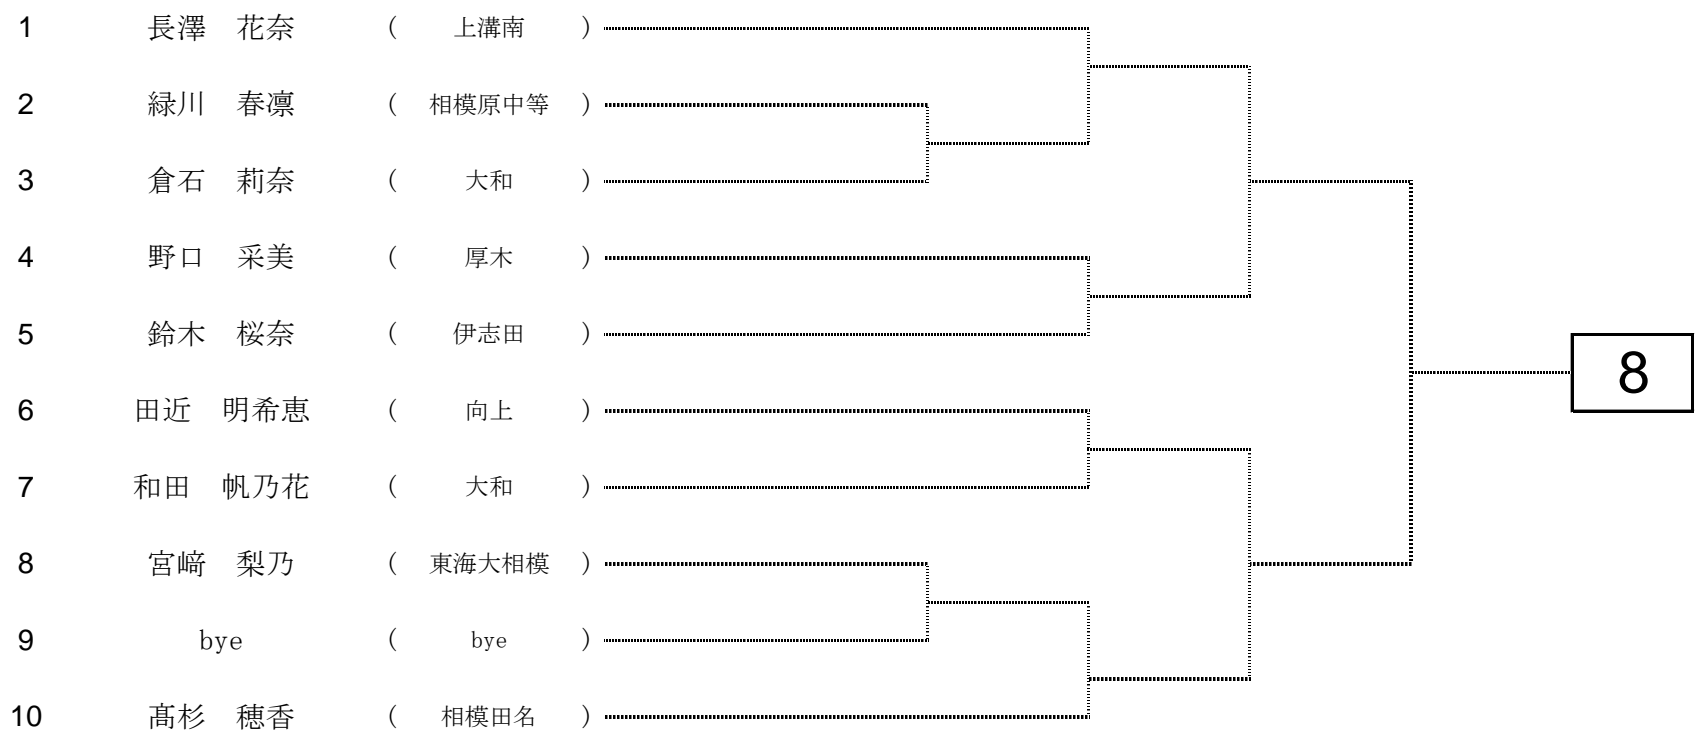 1 長澤 花奈 ( 上溝南 )
2 緑川 春凛 ( 相模原中等 )
3 倉石 莉奈 ( 大和 )
4 野口 采美 ( 厚木 )
5 鈴木 桜奈 ( 伊志田 )
8
6 田近 明希恵 ( 向上 )
7 和田 帆乃花 ( 大和 )
8 宮﨑 梨乃 ( 東海大相模 )
9 bye ( bye )
10 髙杉 穂香 ( 相模田名 )